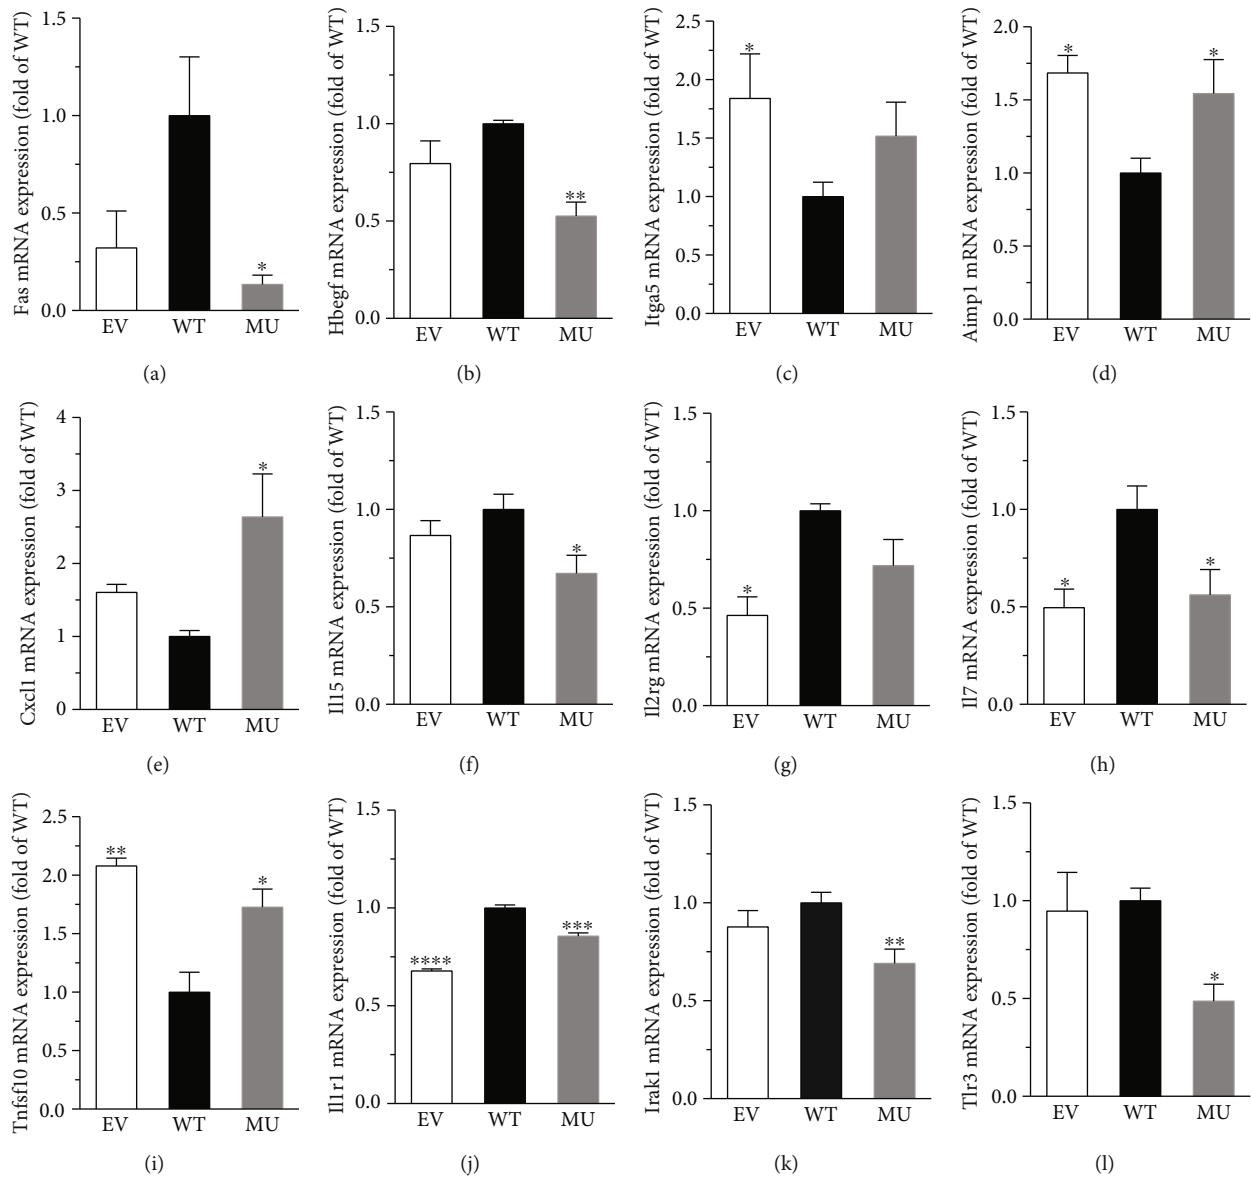 Fas mRNA expression (fold of WT)
1.5
1.0
0.5
0.0
*
EV WT MU
(a)
Hbegf mRNA expression (fold of WT)
1.5
1.0
0.5
0.0
**
EV WT MU
(b)
Itga5 mRNA expression (fold of WT)
2.5
2.0
1.5
1.0
0.5
0.0
*
EV WT MU
(c)
Aimp1 mRNA expression (fold of WT)
2.0
1.5
1.0
0.5
0.0
* *
EV WT MU
(d)
Cxcl1 mRNA expression (fold of WT)
4
3
2
1
0
*
EV WT MU
(e)
Il15 mRNA expression (fold of WT)
1.5
1.0
0.5
0.0
*
EV WT MU
(f)
Il2rg mRNA expression (fold of WT)
1.5
1.0
0.5
0.0
*
EV WT MU
(g)
Il7 mRNA expression (fold of WT)
1.5
1.0
0.5
0.0
* *
EV WT MU
(h)
Tnfsf10 mRNA expression (fold of WT)
2.5
2.0
1.5
1.0
0.5
0.0
** *
EV WT MU
(i)
Il1r1 mRNA expression (fold of WT)
1.5
1.0
0.5
0.0
**** ***
EV WT MU
(j)
Irak1 mRNA expression (fold of WT)
1.5
1.0
0.5
0.0
**
EV WT MU
(k)
Tlr3 mRNA expression (fold of WT)
1.5
1.0
0.5
0.0
*
EV WT MU
(l)